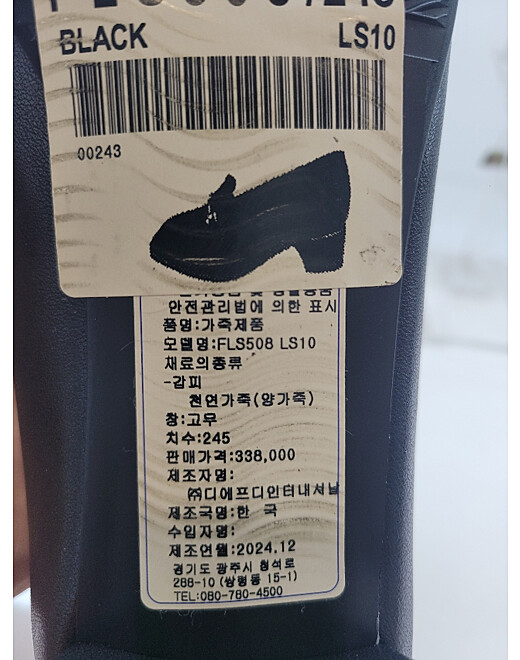 BLACK LS10
00243
안전관리법에 의한 표시
품명:가죽제품
모델명:FLS508 LS10
재료의종류
-갑피
천연가죽(양가죽)
창:고무
치수:245
판매가격:338,000
제조자명:
㈜디에프디인터내셔날
제조국명:한 국
수입자명:
제조연월:2024.12
경기도 광주시 청석로
288-10 (쌍령동 15-1)
TEL:080-780-4500